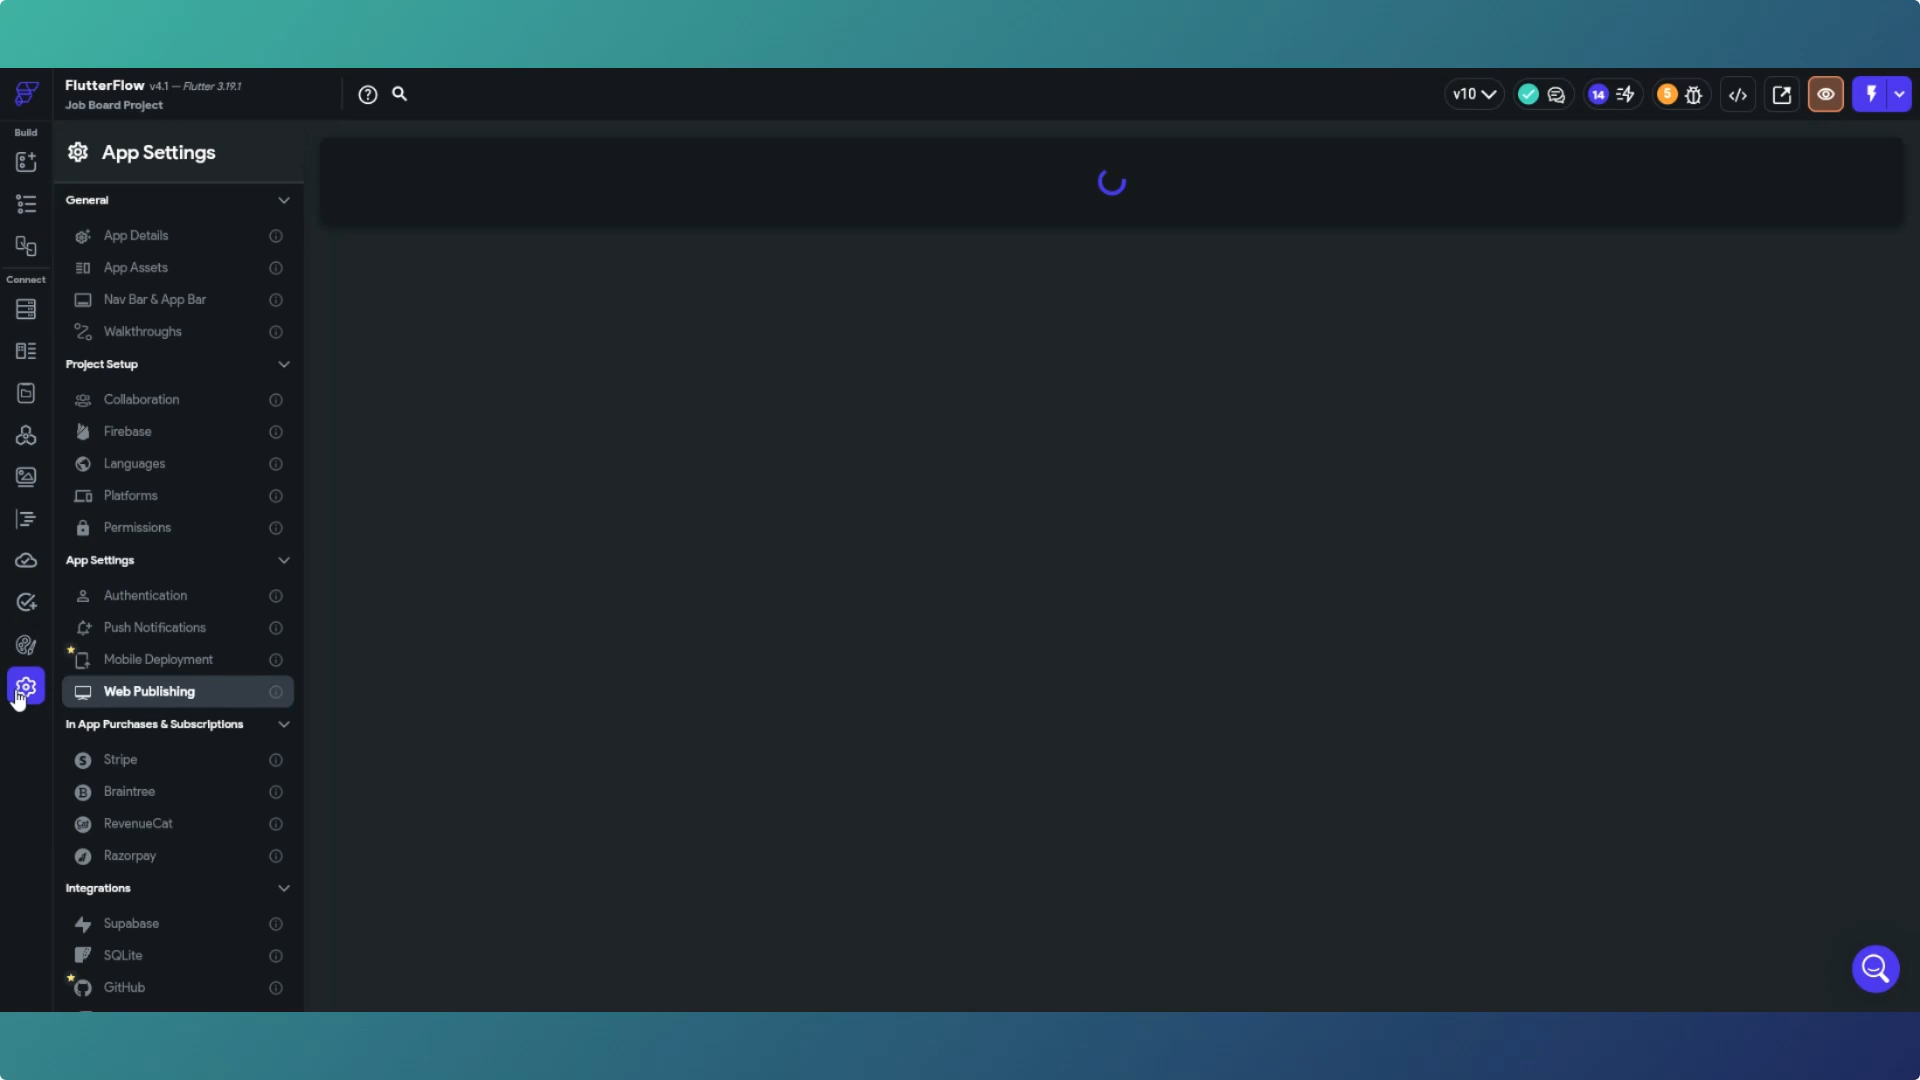 FlutterFlow v4.1 — Flutter 3.19.1
Job Board Project
v10
14
5
Build
App Settings
General
App Details
App Assets
Nav Bar & App Bar
Walkthroughs
Connect
Project Setup
Collaboration
Firebase
Languages
Platforms
Permissions
App Settings
Authentication
Push Notifications
Mobile Deployment
Web Publishing
In App Purchases & Subscriptions
Stripe
Braintree
RevenueCat
Razorpay
Integrations
Supabase
SQLite
GitHub